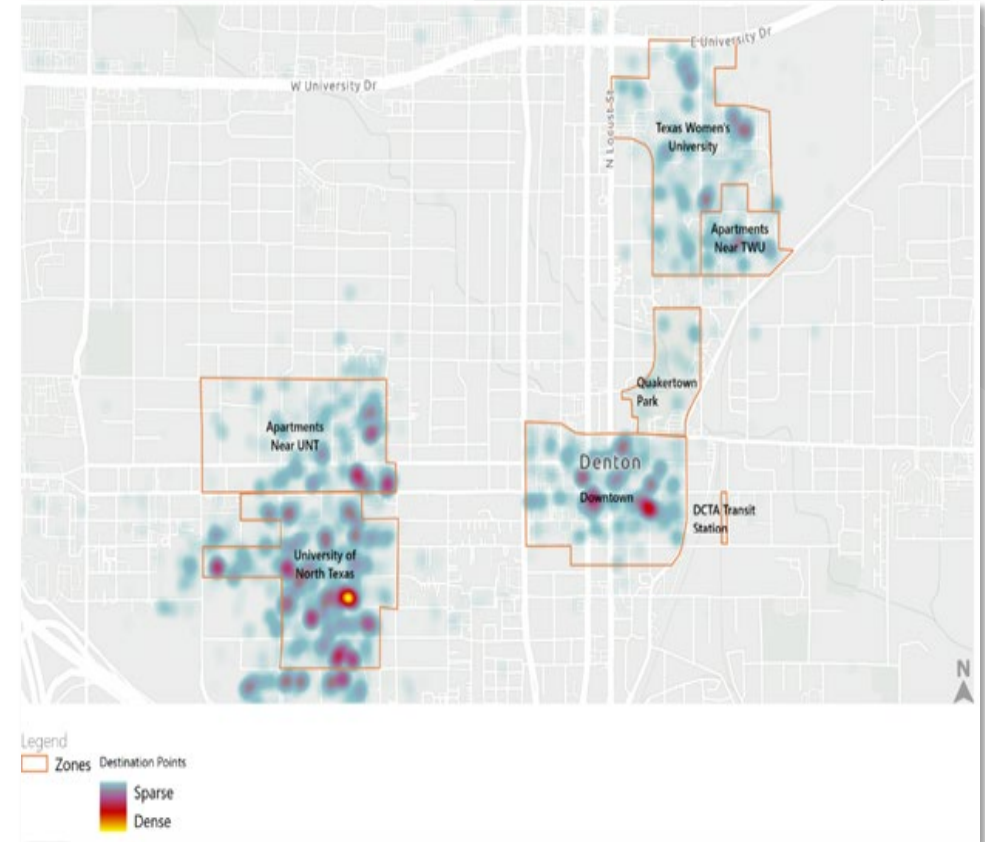 E University Dr
W University Dr
N Locust St
Texas Women's
University
Apartments
Near TWU
Quakertown
Park
Apartments
Near UNT
Denton
Downtown
DCTA Transit
Station
University of
North Texas
N
Legend
Zones
Destination Points
Sparse
Dense